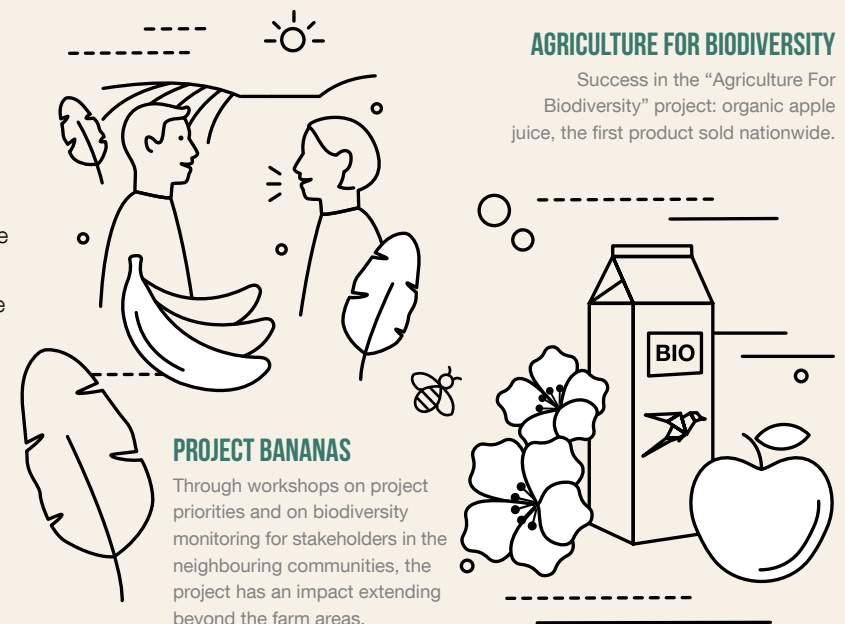 AGRICULTURE FOR BIODIVERSITY
Success in the “Agriculture For
Biodiversity” project: organic apple
juice, the first product sold nationwide.
e
e
BIO
PROJECT BANANAS
Through workshops on project
priorities and on biodiversity
monitoring for stakeholders in the
neighbouring communities, the
project has an impact extending
beyond the farm areas.